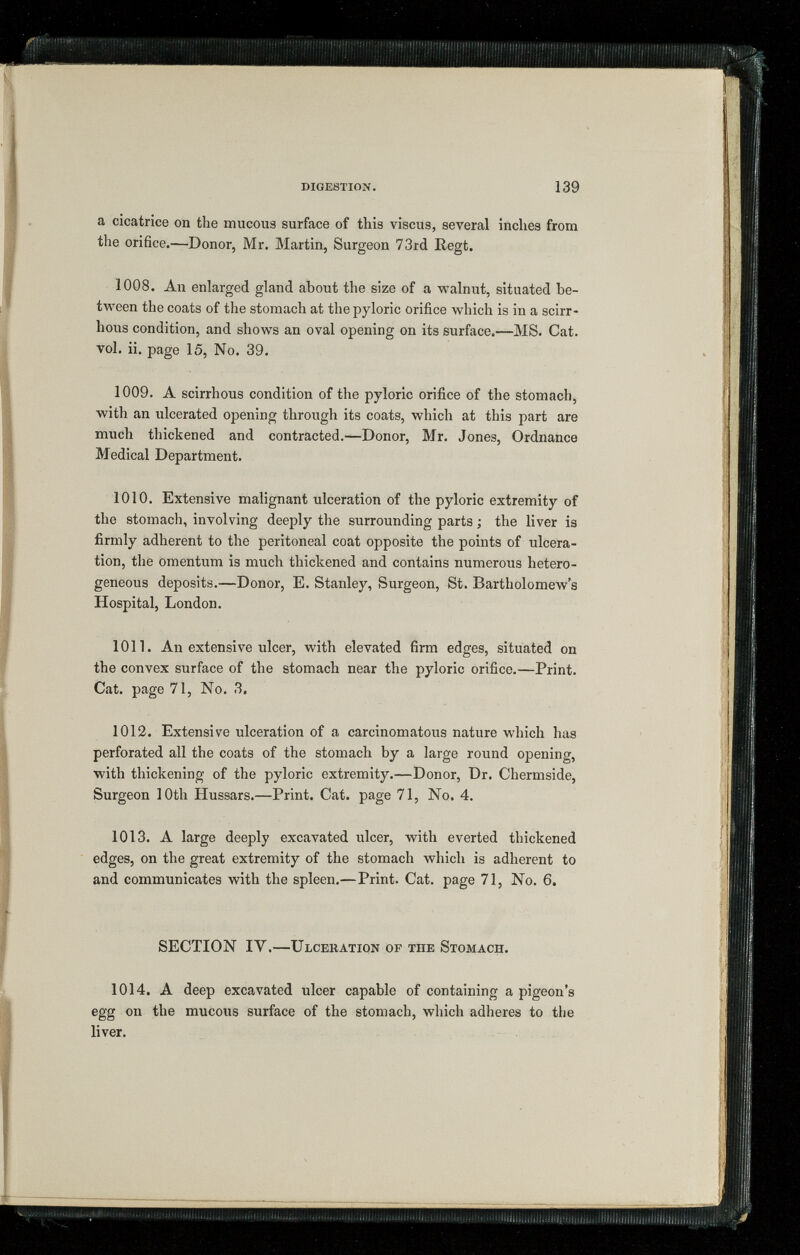 DIGESTION. 139
a cicatrice on the mucous surface of this viscus, several inches from
the orifice.—Donor, Mr. Martin, Surgeon 73rd Regt.
1008. An enlarged gland about the size of a walnut, situated be-
tween the coats of the stomach at the pyloric orifice which is in a scirr-
hous condition, and shows an oval opening on its surface.—MS. Cat.
vol. ii. page 15, No. 39.
1009. A scirrhous condition of the pyloric orifice of the stomach,
with an ulcerated opening through its coats, which at this part are
much thickened and contracted.—Donor, Mr. Jones, Ordnance
Medical Department.
1010. Extensive malignant ulceration of the pyloric extremity of
the stomach, involving deeply the surrounding parts; the liver is
firmly adherent to the peritoneal coat opposite the points of ulcera-
tion, the omentum is much thickened and contains numerous hetero-
geneous deposits.—Donor, E. Stanley, Surgeon, St. Bartholomew's
Hospital, London.
1011. An extensive ulcer, with elevated firm edges, situated on
the convex surface of the stomach near the pyloric orifice.—Print.
Cat. page 71, No. 3.
1012. Extensive ulceration of a carcinomatous nature which has
perforated all the coats of the stomach by a large round opening,
with thickening of the pyloric extremity.—Donor, Dr. Chermside,
Surgeon 10th Hussars.—Print. Cat. page 71, No. 4.
1013. A large deeply excavated ulcer, with everted thickened
edges, on the great extremity of the stomach which is adherent to
and communicates with the spleen.—Print. Cat. page 71, No. 6.
SECTION IV.—ULCERATION OF THE STOMACH.
1014. A deep excavated ulcer capable of containing a pigeon's
egg on the mucous surface of the stomach, which adheres to the
liver.